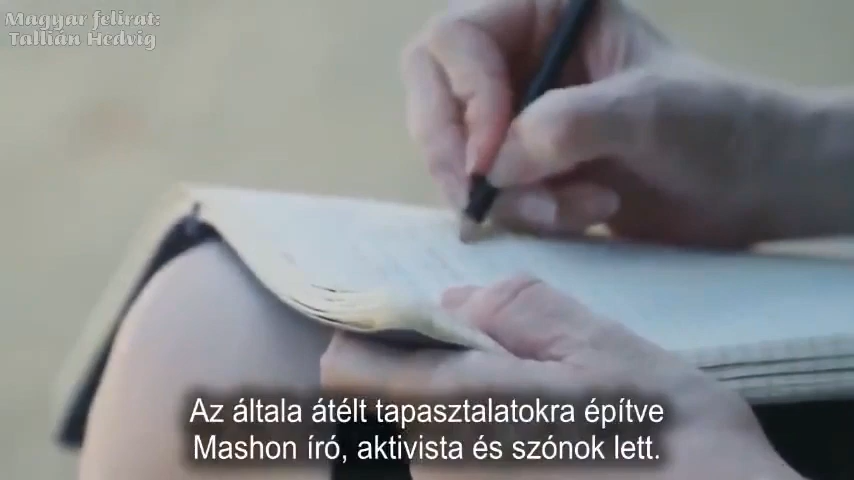 Magyar felirat:
Tallián Hedvig
Az általa átélt tapasztalatokra építve
Mashon író, aktivista és szónok lett.